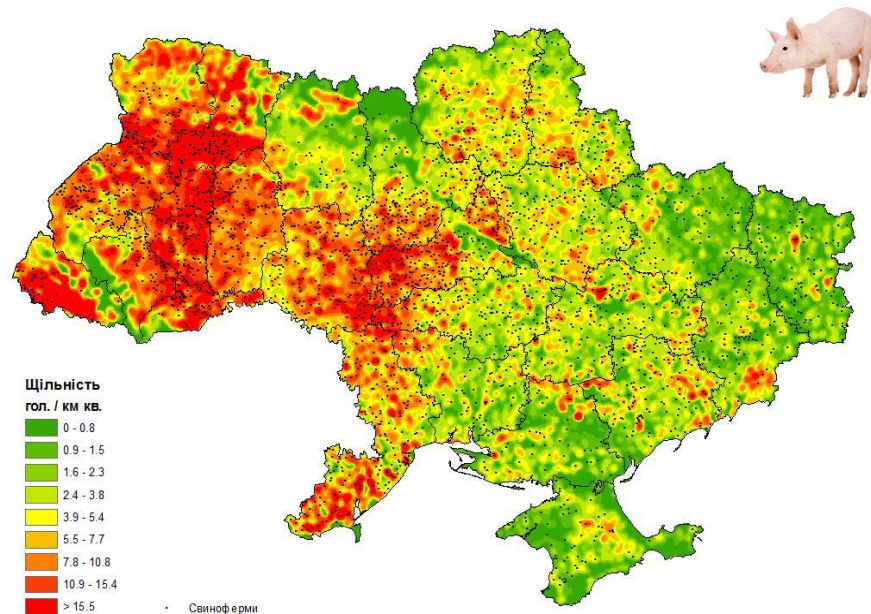 Щільність
гол. / км кв.
0 - 0.8
0.9 - 1.5
1.6 - 2.3
2.4 - 3.8
3.9 - 5.4
5.5 - 7.7
7.8 - 10.8
10.9 - 15.4
> 15.5
Свиноферми